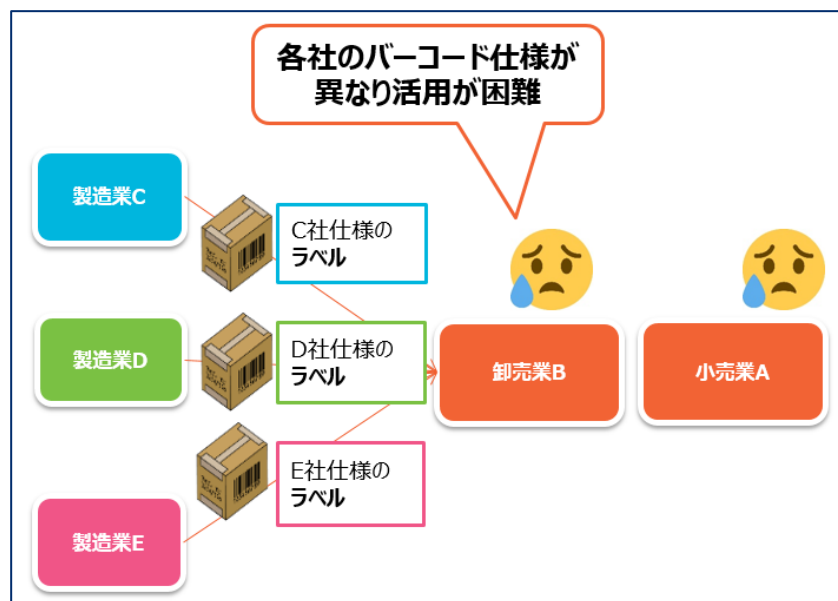 各社のバーコード仕様が
異なり活用が困難
製造業C
C社仕様の
ラベル
製造業D
D社仕様の
ラベル
卸売業B
小売業A
E社仕様の
ラベル
製造業E